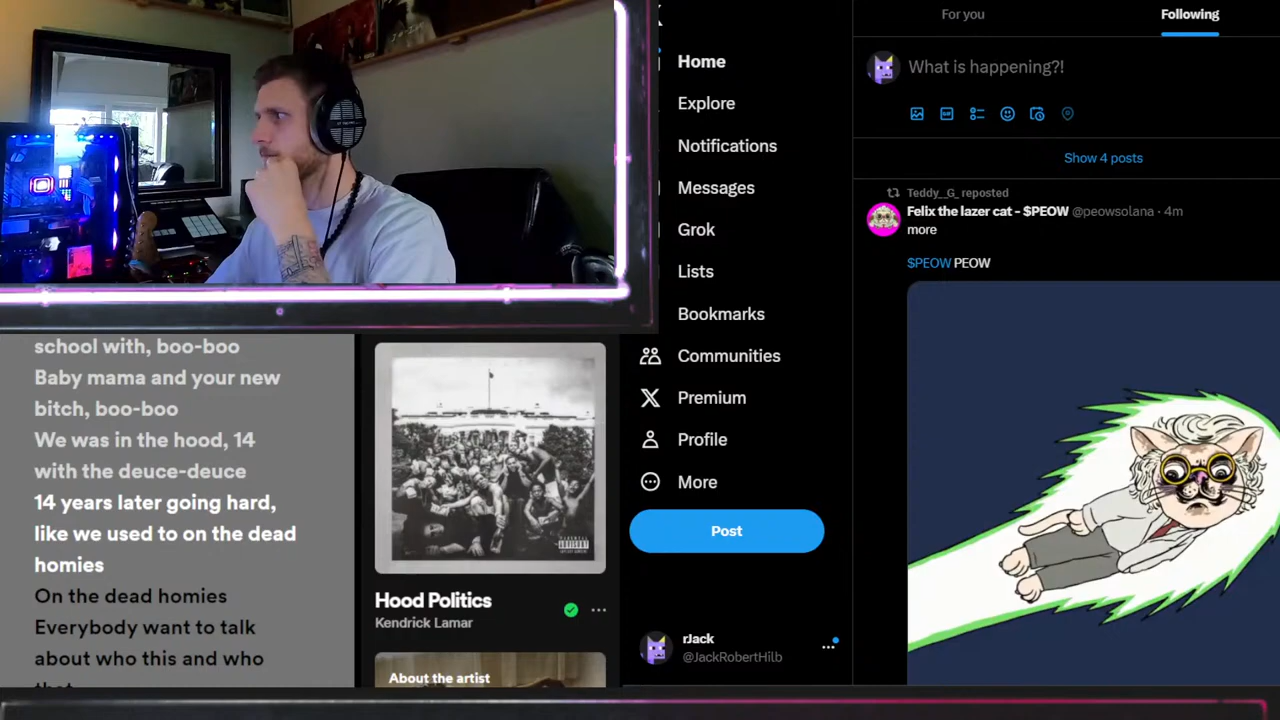 school with, boo-boo
Baby mama and your new
bitch, boo-boo
We was in the hood, 14
with the deuce-deuce
14 years later going hard,
like we used to on the dead
homies
On the dead homies
Everybody want to talk
about who this and who
Hood Politics
Kendrick Lamar
About the artist
Home
Explore
Notifications
Messages
Grok
Lists
Bookmarks
Communities
Premium
Profile
More
Post
rJack
@JackRobertHilb
For you
Following
What is happening?!
GIF
Show 4 posts
Teddy__G_ reposted
Felix the lazer cat - $PEOW @peowsolana · 4m
more
$PEOW PEOW